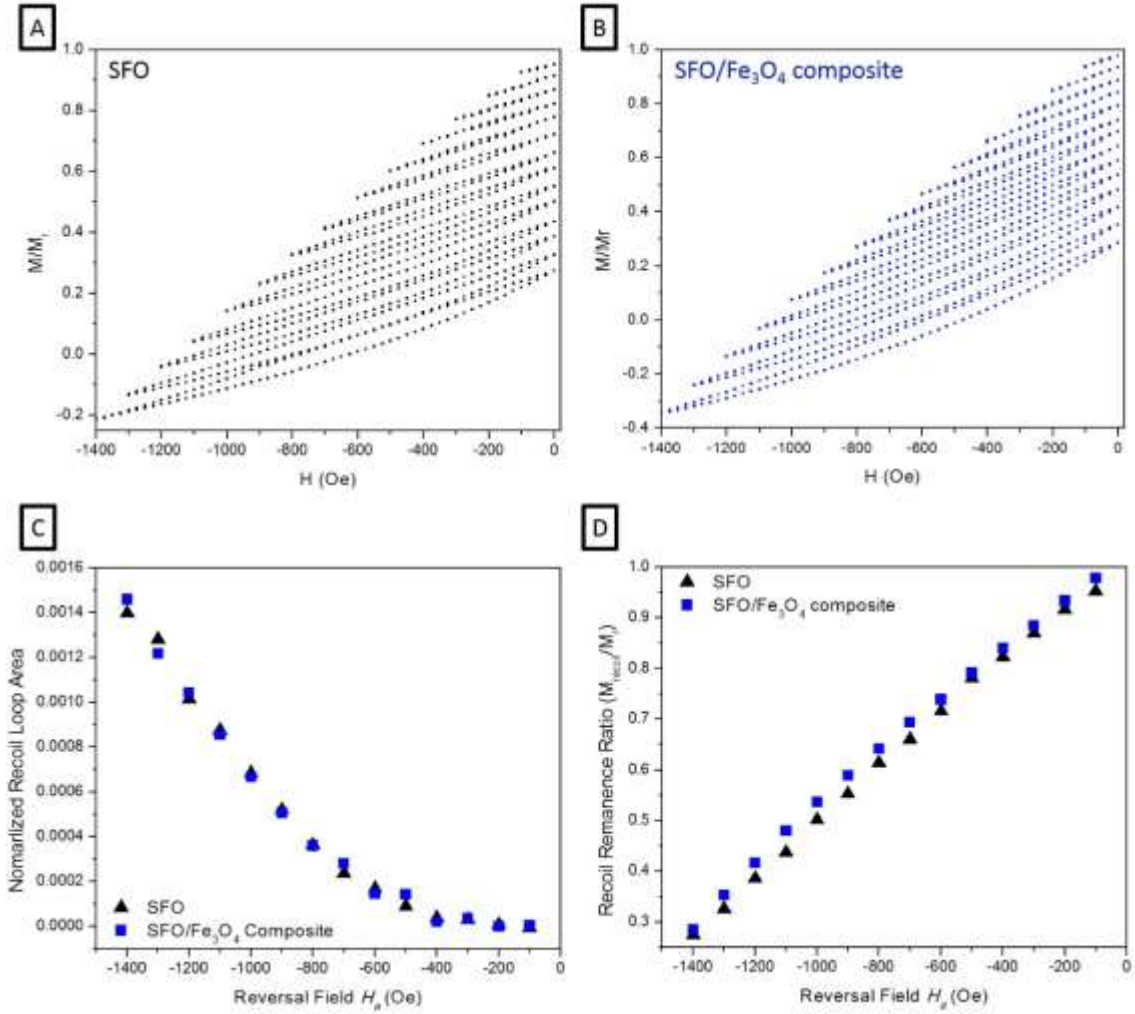 A
SFO
1.0
0.8
0.6
0.4
0.2
0.0
-0.2
M/Mr
-1400 -1200 -1000 -800 -600 -400 -200 0
H (Oe)
B
SFO/Fe3O4 composite
1.0
0.8
0.6
0.4
0.2
0.0
-0.2
-0.4
M/Mr
-1400 -1200 -1000 -800 -600 -400 -200 0
H (Oe)
C
0.0016
0.0014
0.0012
0.0010
0.0008
0.0006
0.0004
0.0002
0.0000
Nomarlized Recoil Loop Area
SFO
SFO/Fe3O4 Composite
-1400 -1200 -1000 -800 -600 -400 -200 0
Reversal Field Ha (Oe)
D
SFO
SFO/Fe3O4 composite
1.0
0.9
0.8
0.7
0.6
0.5
0.4
0.3
Recoil Remanence Ratio (Mrecoil/Mr)
-1400 -1200 -1000 -800 -600 -400 -200 0
Reversal Field Ha (Oe)